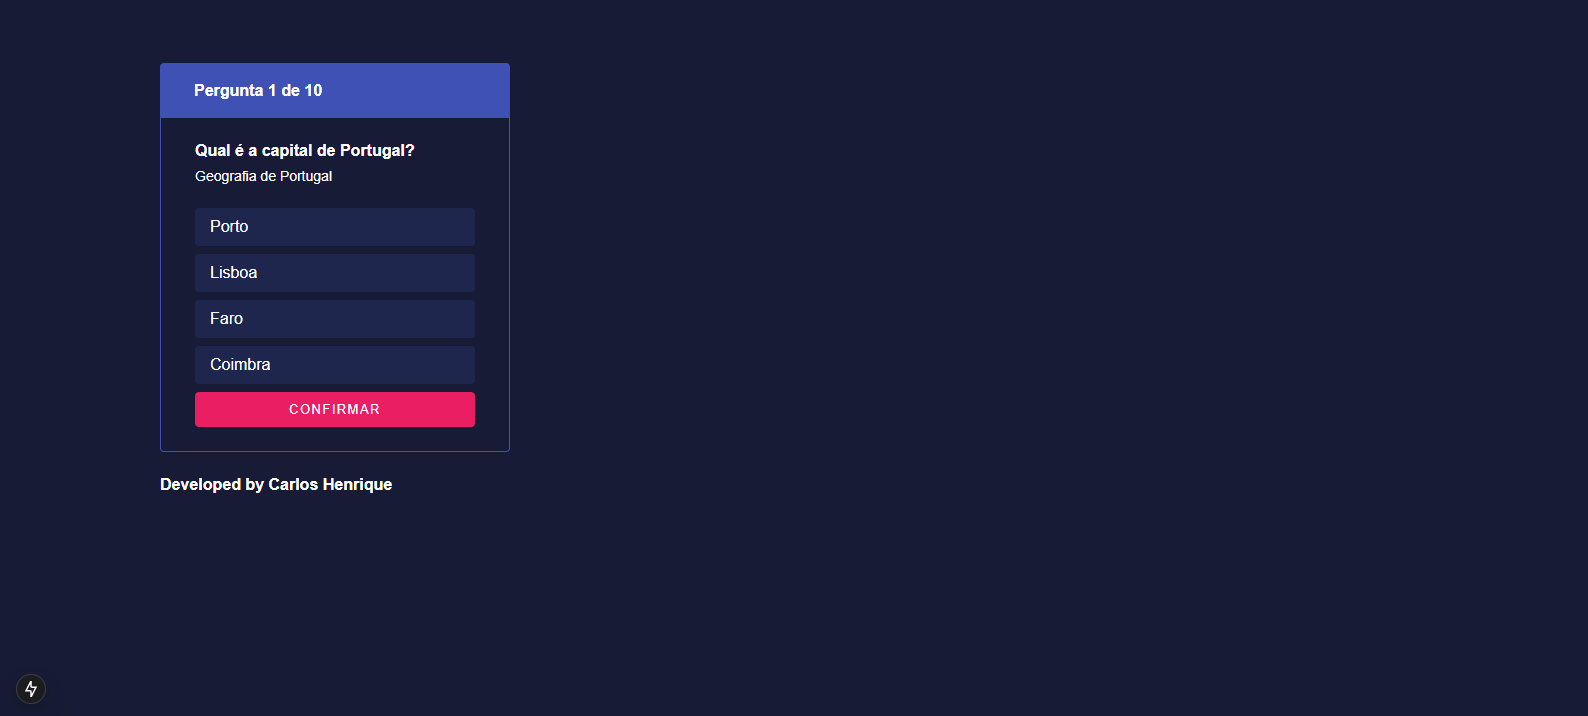 Pergunta 1 de 10
Qual é a capital de Portugal?
Geografia de Portugal
Porto
Lisboa
Faro
Coimbra
CONFIRMAR
Developed by Carlos Henrique